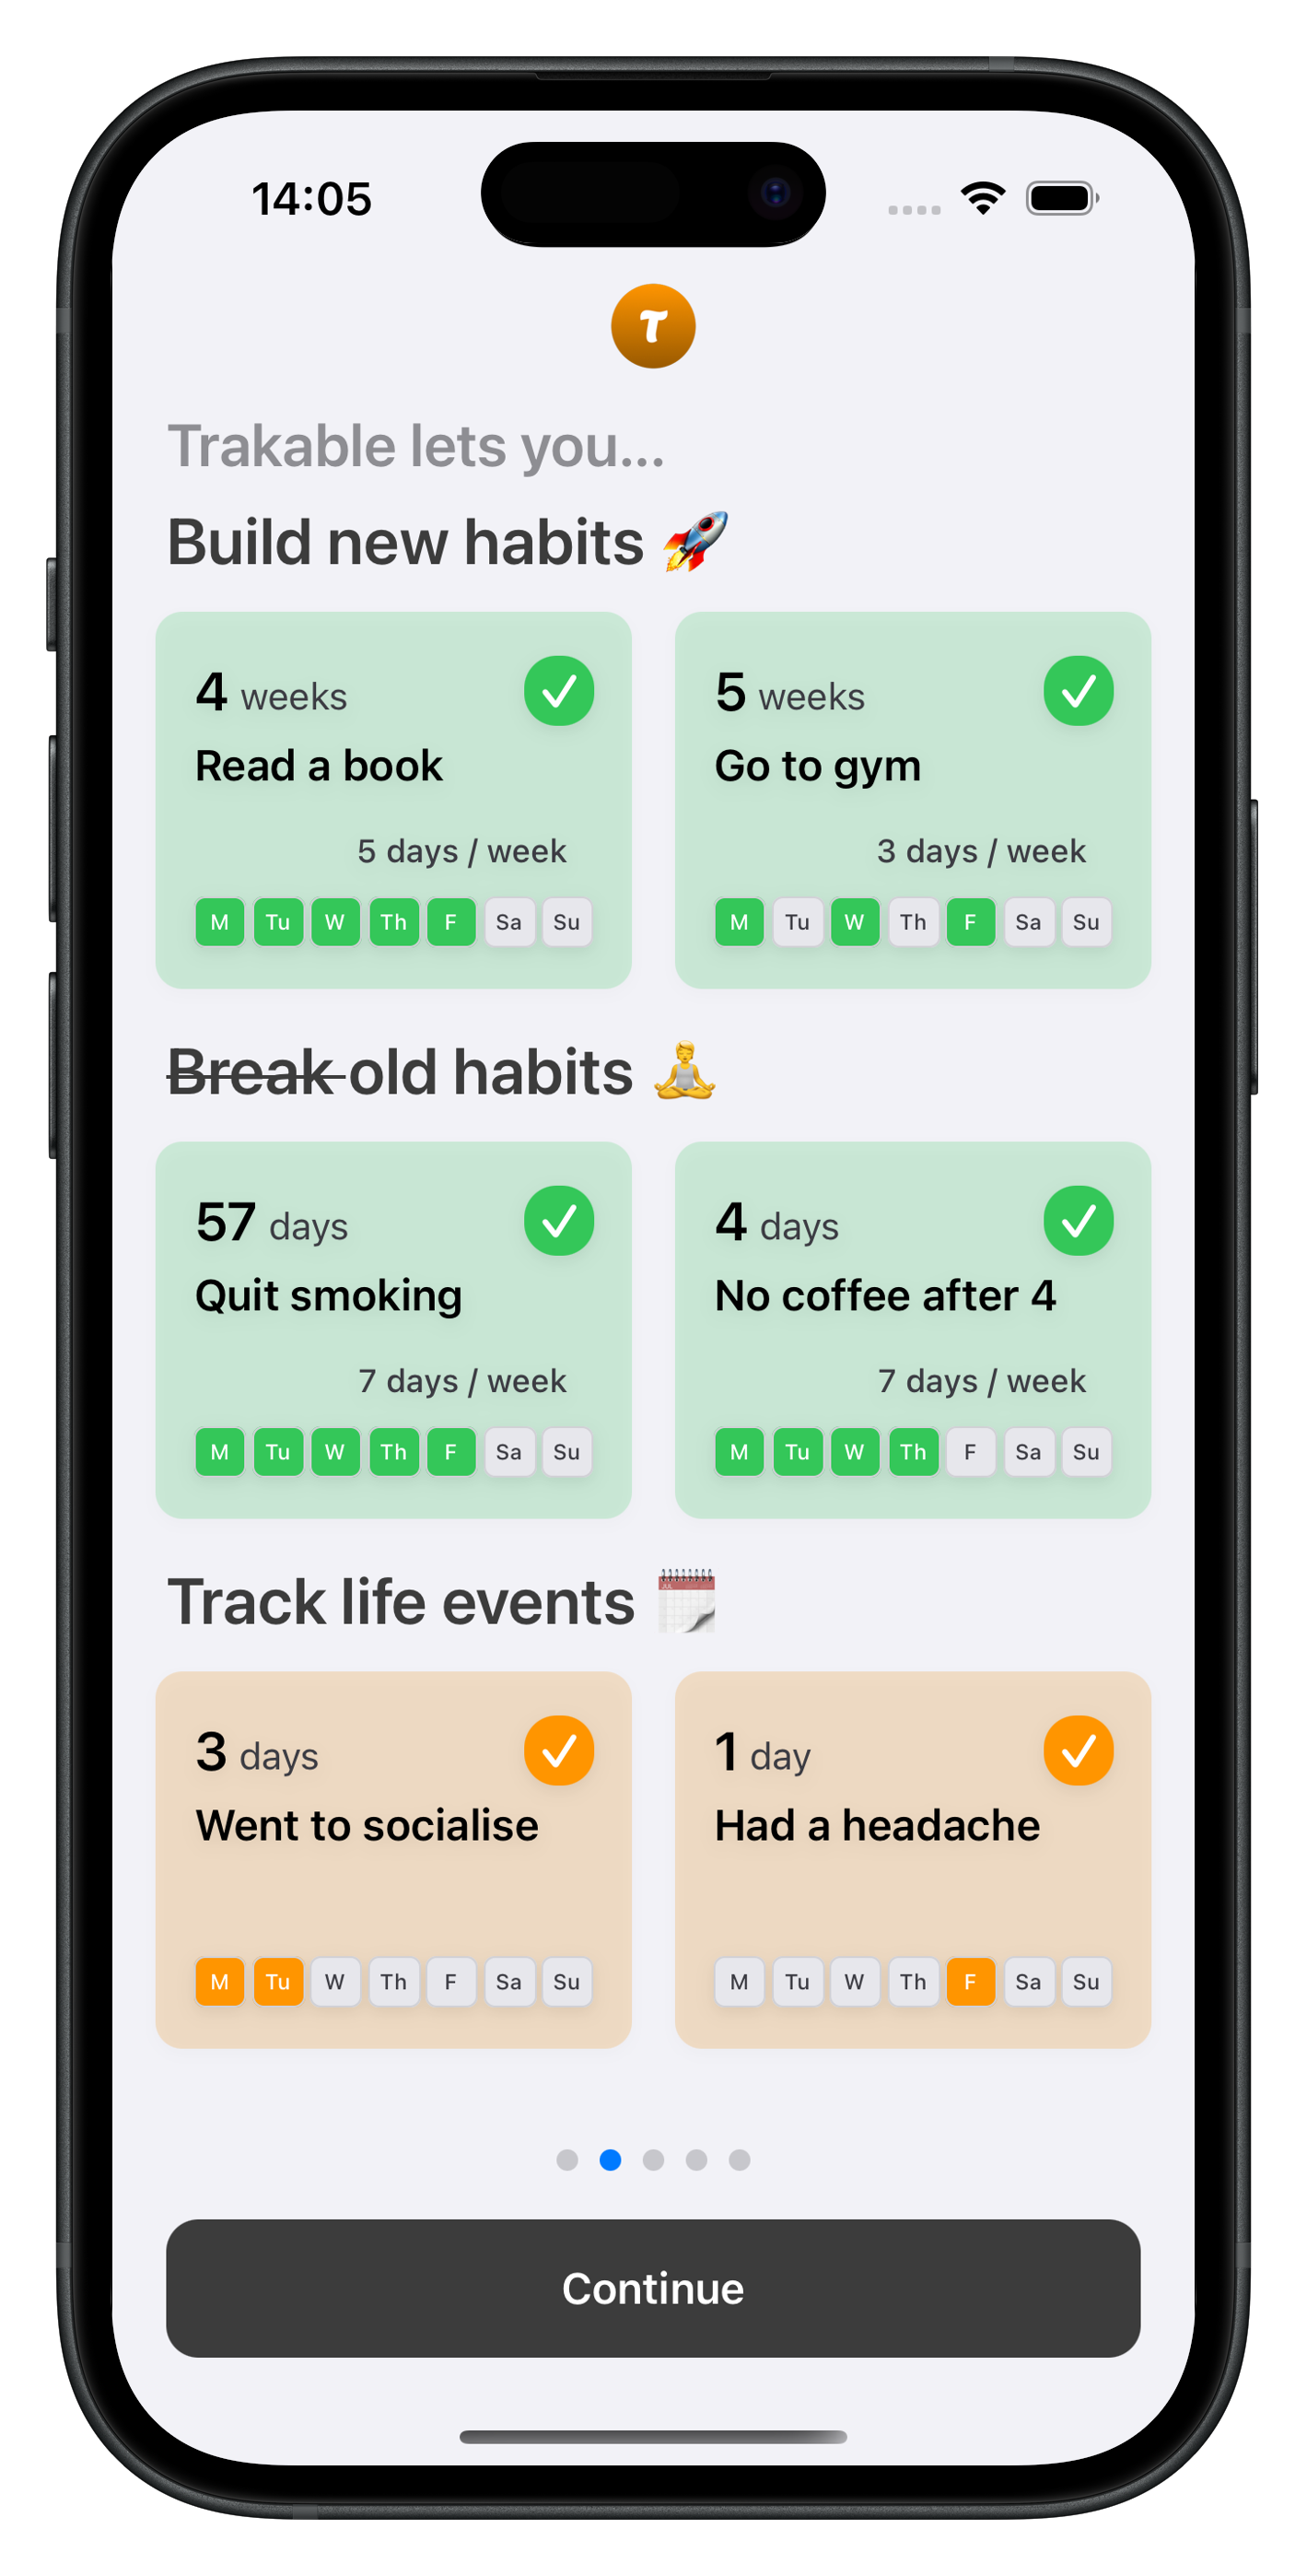 14:05
τ
Trakable lets you...
Build new habits 🚀
4 weeks
Read a book
5 days / week
M Tu W Th F Sa Su
5 weeks
Go to gym
3 days / week
M Tu W Th F Sa Su
Break old habits 🧘
57 days
Quit smoking
7 days / week
M Tu W Th F Sa Su
4 days
No coffee after 4
7 days / week
M Tu W Th F Sa Su
Track life events 🗓️
3 days
Went to socialise
M Tu W Th F Sa Su
1 day
Had a headache
M Tu W Th F Sa Su
Continue